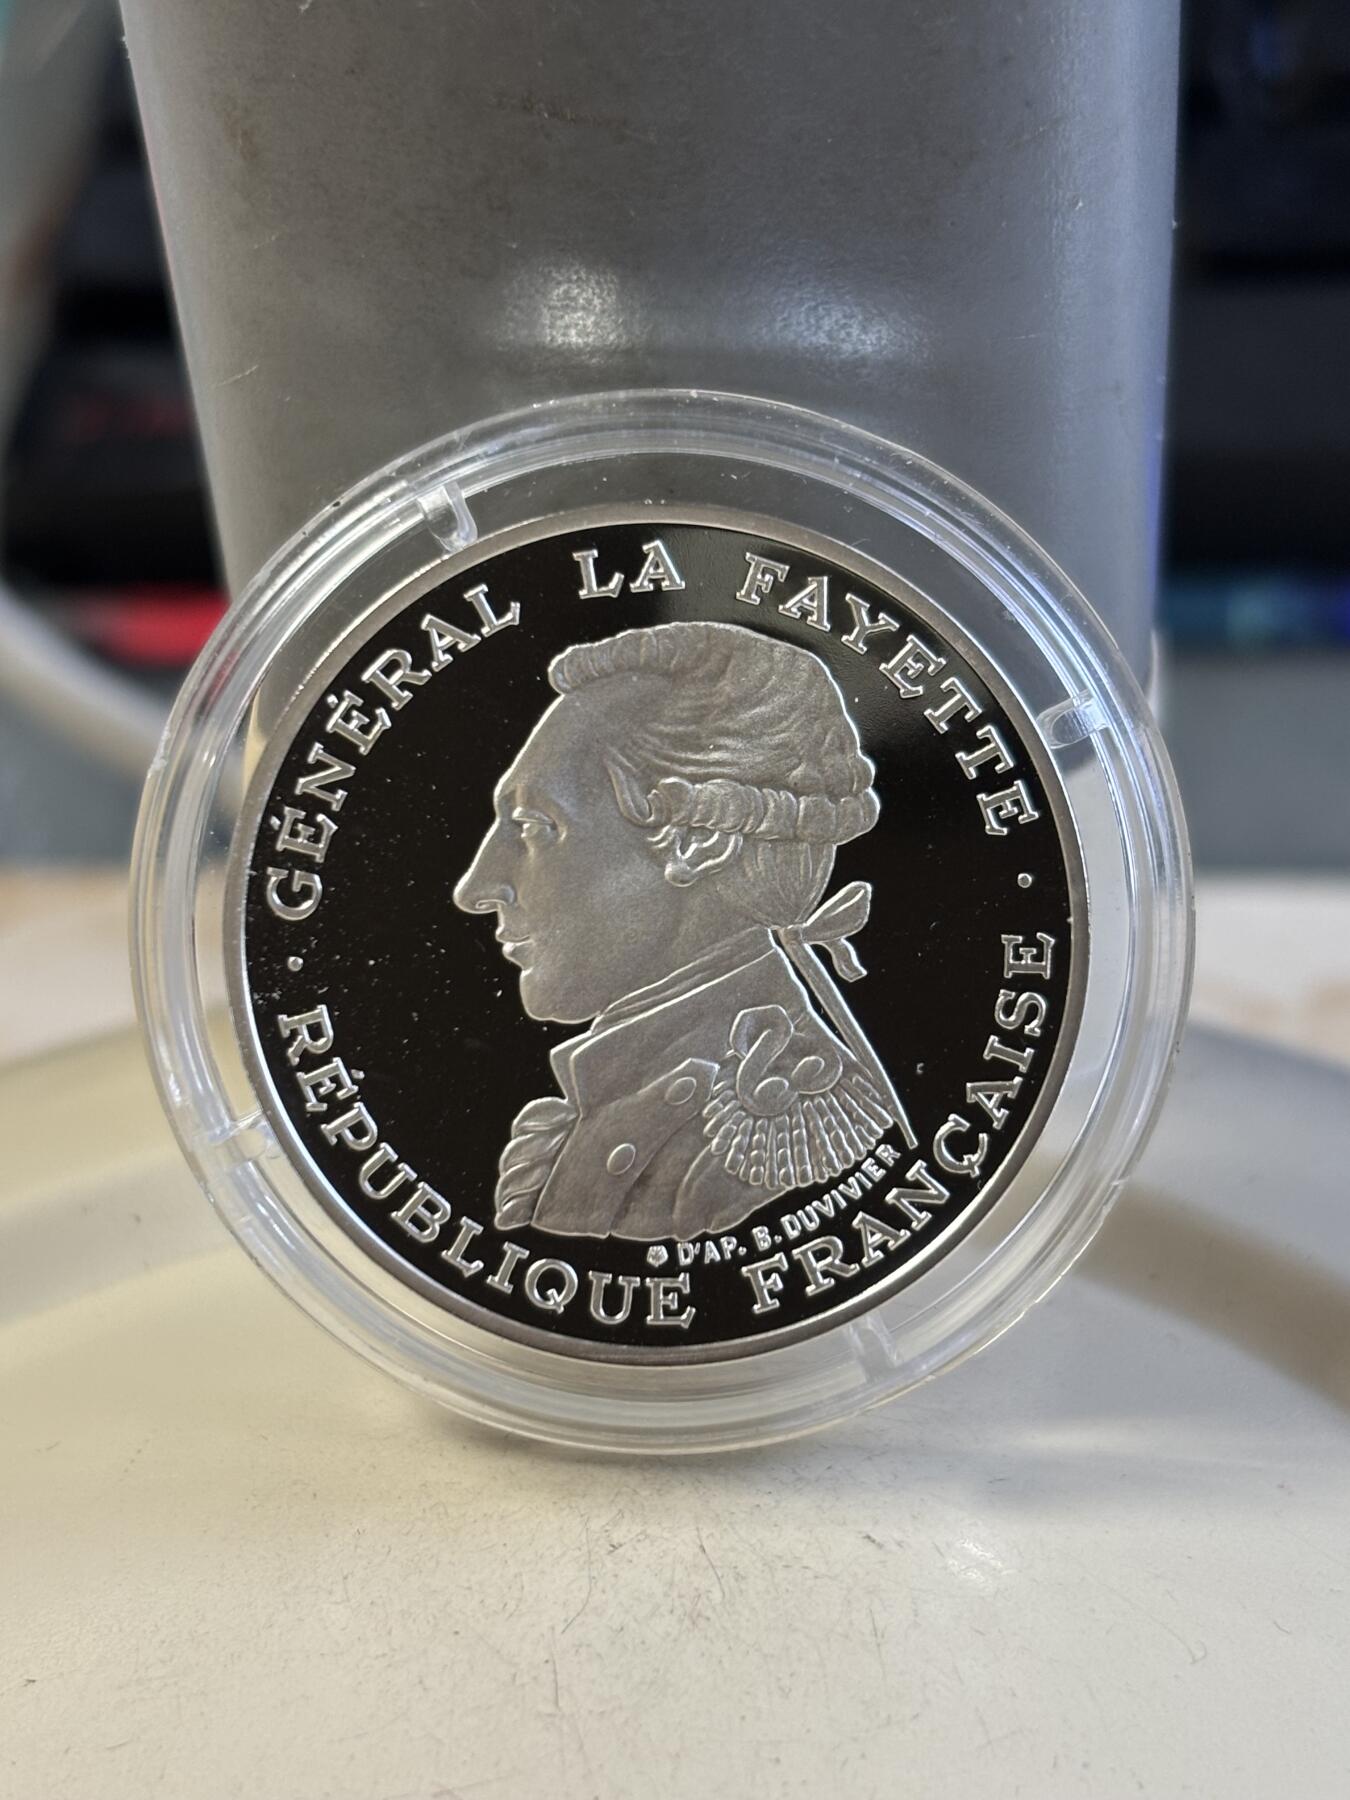 · GÉNÉRAL LA FAYETTE ·
RÉPUBLIQUE FRANÇAISE
D'AP. B. DUVIVIER